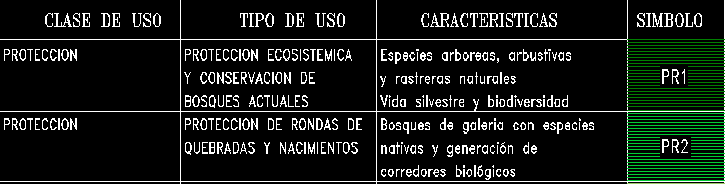 CLASE DE USO TIPO DE USO CARACTERISTICAS SIMBOLO
PROTECCION PROTECCION ECOSISTEMICA Especies arboreas, arbustivas
Y CONSERVACION DE y rastreras naturales PR1
BOSQUES ACTUALES Vida silvestre y biodiversidad
PROTECCION PROTECCION DE RONDAS DE Bosques de galeria con especies
QUEBRADAS Y NACIMIENTOS nativas y generación de PR2
corredores biológicos